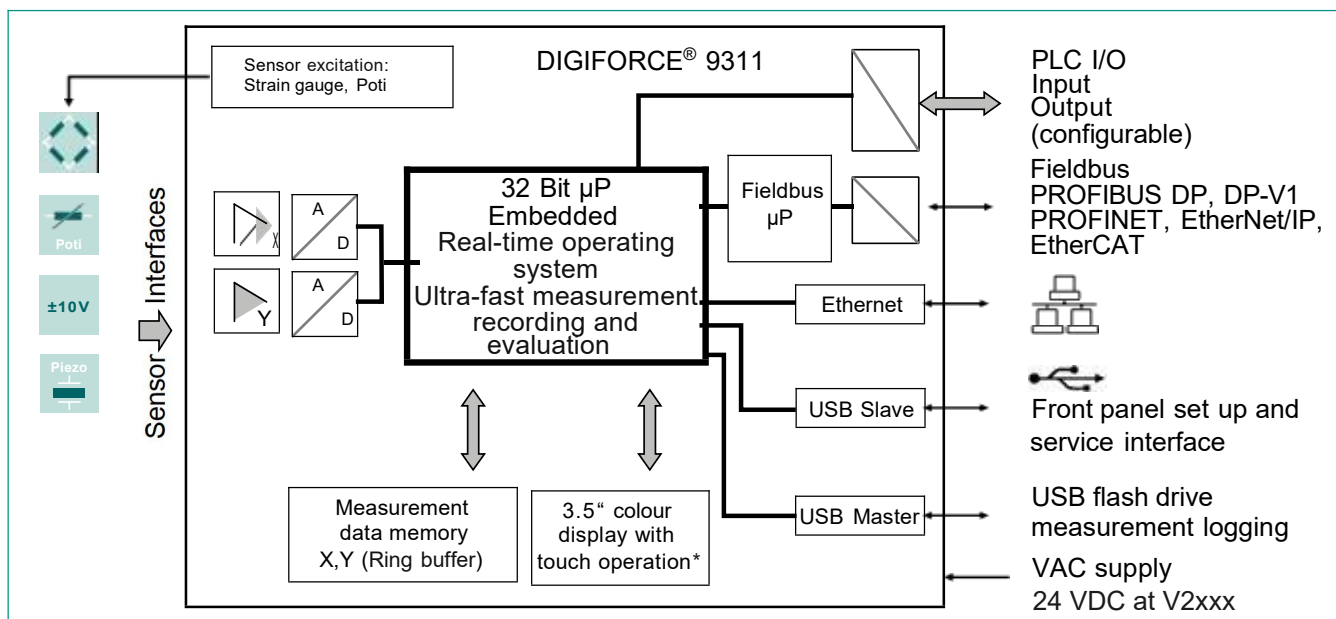 DIGIFORCE® 9311
Sensor excitation:
Strain gauge, Poti
Poti
±10V
Piezo
Sensor Interfaces
X
A
D
Y
A
D
32 Bit µP
Embedded
Real-time operating
system
Ultra-fast measurement
recording and
evaluation
Fieldbus
µP
Ethernet
USB Slave
USB Master
Measurement
data memory
X,Y (Ring buffer)
3.5“ colour
display with
touch operation*
PLC I/O
Input
Output
(configurable)
Fieldbus
PROFIBUS DP, DP-V1
PROFINET, EtherNet/IP,
EtherCAT
Front panel set up and
service interface
USB flash drive
measurement logging
VAC supply
24 VDC at V2xxx